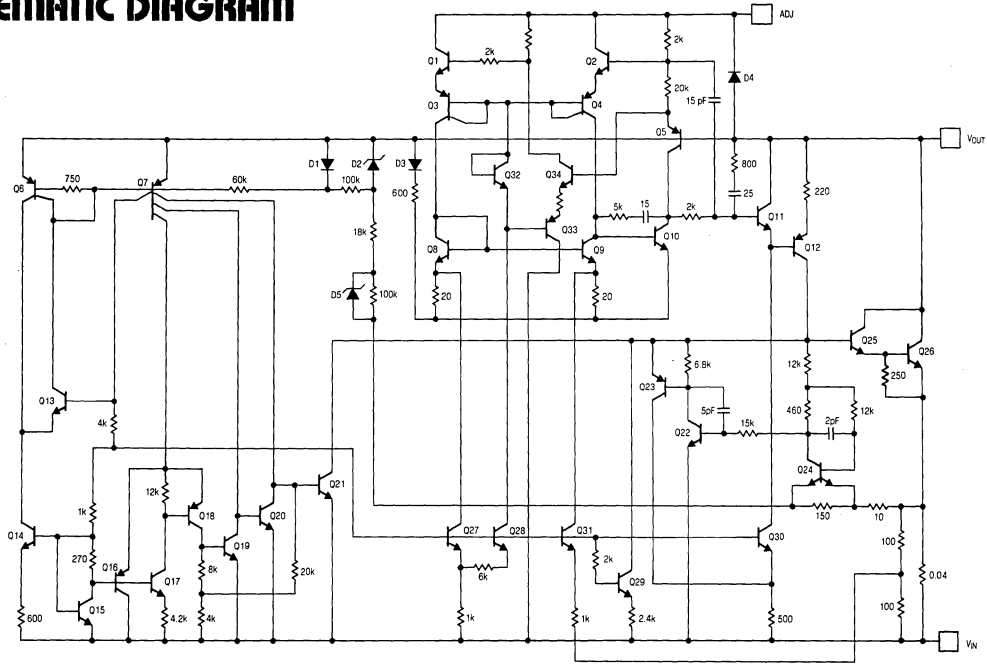 EMATIC DIAGRAM
ADJ
2k
Q1
2k
Q2
D4
20k
Q3
Q4
15 pF
Q5
VOUT
D1
D2
D3
800
Q6
750
Q7
60k
100k
600
Q32
Q34
25
220
5k
15
2k
Q11
18k
Q33
Q8
Q9
Q10
Q12
D5
100k
20
20
Q25
Q26
6.8k
12k
Q23
250
Q13
4k
5pF
460
12k
Q22
15k
2pF
Q21
Q24
12k
1k
Q18
Q20
150
10
Q14
Q27
Q28
Q31
Q30
Q19
100
270
Q16
Q17
8k
20k
6k
2k
Q29
0.04
600
Q15
4.2k
4k
1k
1k
2.4k
500
100
VIN